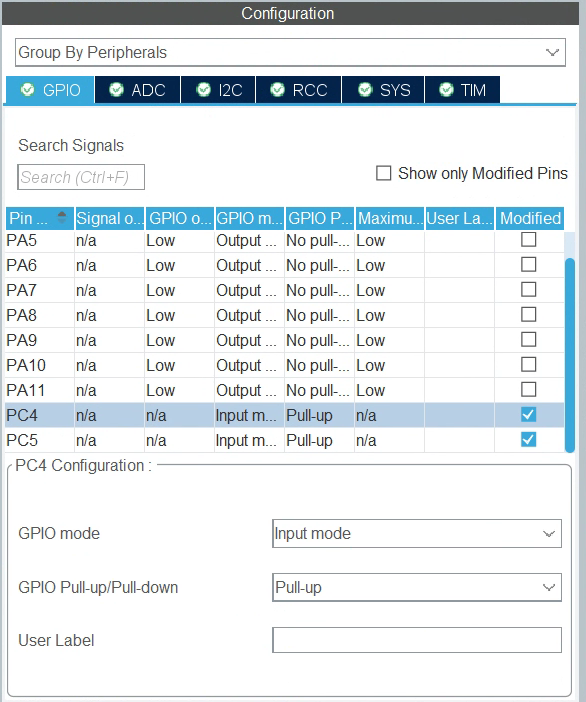 Configuration
Group By Peripherals
GPIO ADC I2C RCC SYS TIM
Search Signals
Search (Ctrl+F) Show only Modified Pins
Pin ... Signal o... GPIO o... GPIO m... GPIO P... Maximu... User La... Modified
PA5 n/a Low Output ... No pull-... Low
PA6 n/a Low Output ... No pull-... Low
PA7 n/a Low Output ... No pull-... Low
PA8 n/a Low Output ... No pull-... Low
PA9 n/a Low Output ... No pull-... Low
PA10 n/a Low Output ... No pull-... Low
PA11 n/a Low Output ... No pull-... Low
PC4 n/a n/a Input m... Pull-up n/a
PC5 n/a n/a Input m... Pull-up n/a
PC4 Configuration :
GPIO mode Input mode
GPIO Pull-up/Pull-down Pull-up
User Label